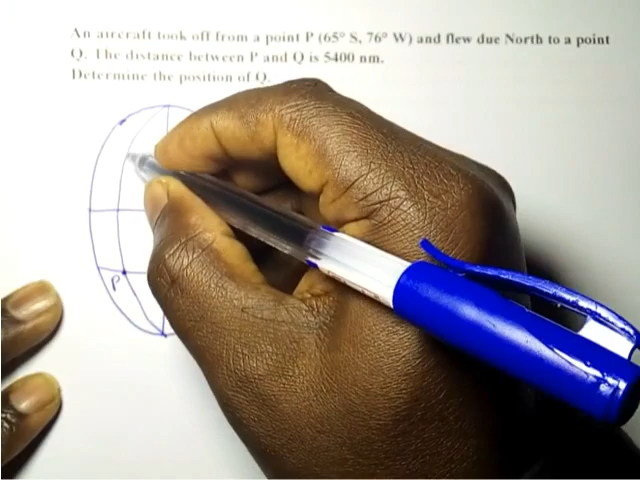 An aircraft took off from a point P (65° S, 76° W) and flew due North to a point
Q. The distance between P and Q is 5400 nm.
Determine the position of Q.
P